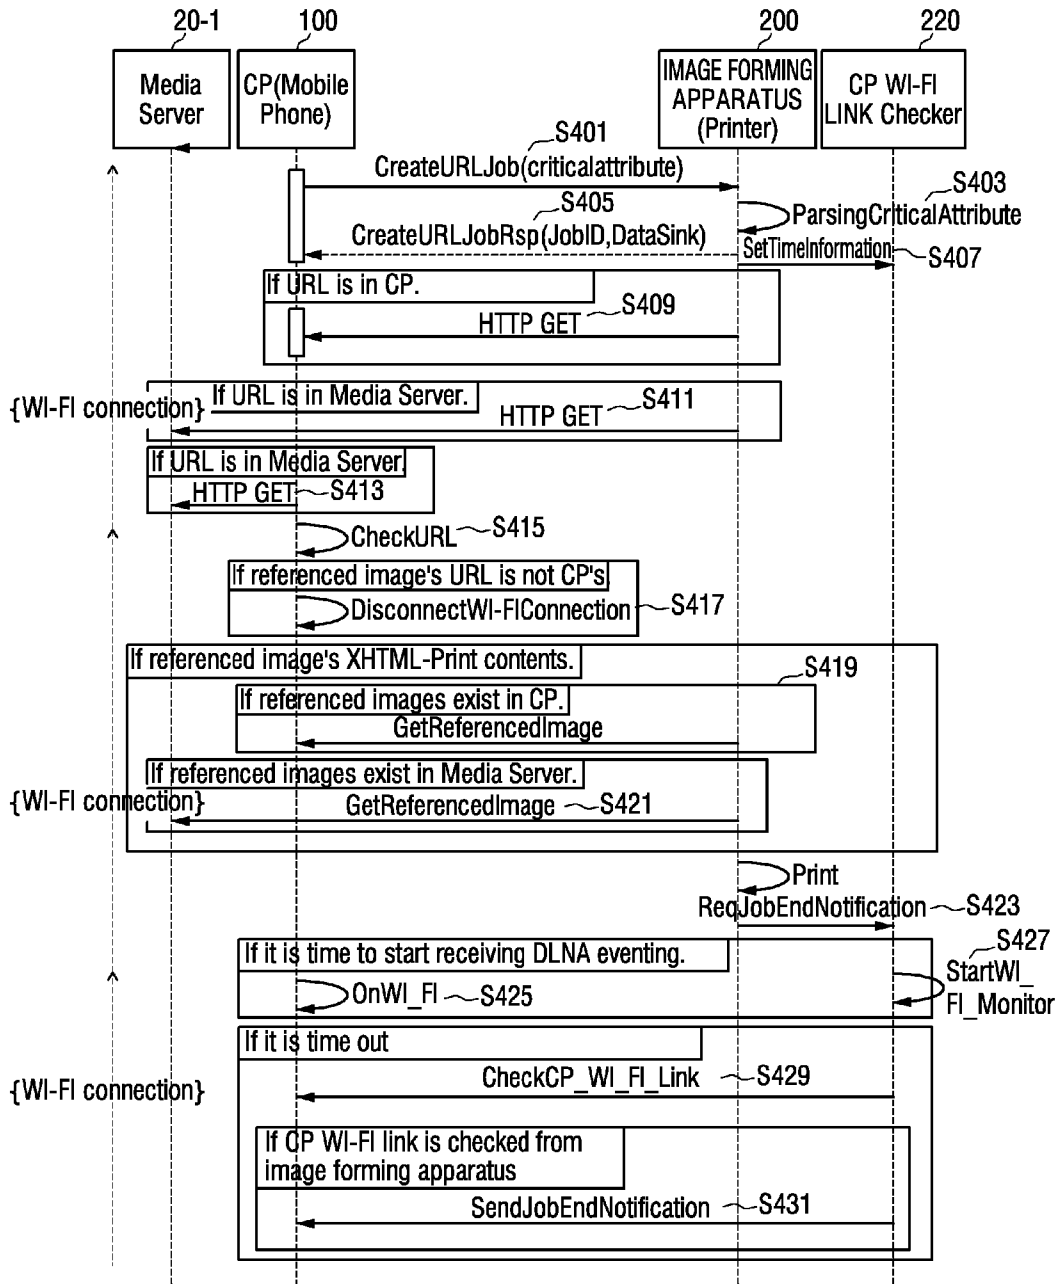 20-1
100
200
220
Media
Server
CP(Mobile
Phone)
IMAGE FORMING
APPARATUS
(Printer)
CP WI-FI
LINK Checker
S401
CreateURLJob(criticalattribute)
S403
ParsingCriticalAttribute
S405
CreateURLJobRsp(JobID,DataSink)
SetTimeInformation
S407
If URL is in CP.
S409
HTTP GET
{WI-FI connection}
If URL is in Media Server.
S411
HTTP GET
If URL is in Media Server.
HTTP GET
S413
CheckURL
S415
If referenced image's URL is not CP's.
DisconnectWI-FIConnection
S417
If referenced image's XHTML-Print contents.
S419
If referenced images exist in CP.
GetReferencedImage
If referenced images exist in Media Server.
{WI-FI connection}
GetReferencedImage
S421
Print
ReqJobEndNotification
S423
If it is time to start receiving DLNA eventing.
S427
StartWI_
FI_Monitor
OnWI_FI
S425
If it is time out
{WI-FI connection}
CheckCP_WI_FI_Link
S429
If CP WI-FI link is checked from
image forming apparatus
SendJobEndNotification
S431